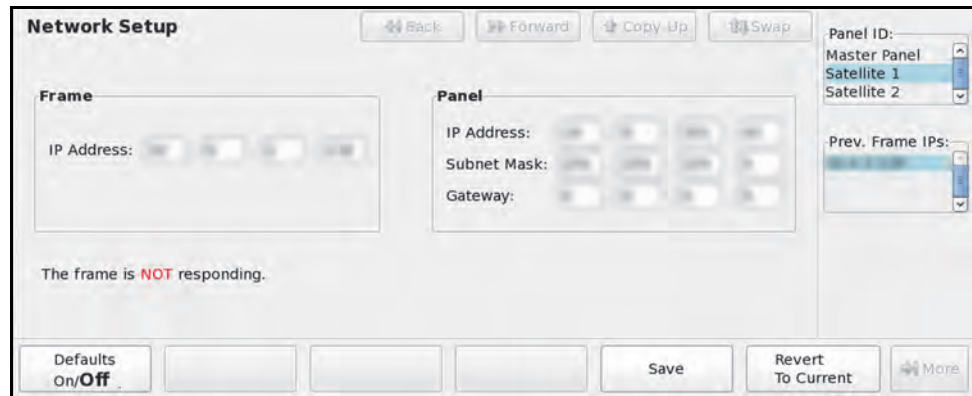 Network Setup
Back
Forward
Copy Up
Swap
Panel ID:
Master Panel
Satellite 1
Satellite 2
Frame
IP Address:
Panel
IP Address:
Subnet Mask:
Gateway:
Prev. Frame IPs:
The frame is NOT responding.
Defaults
On/Off
Save
Revert
To Current
More